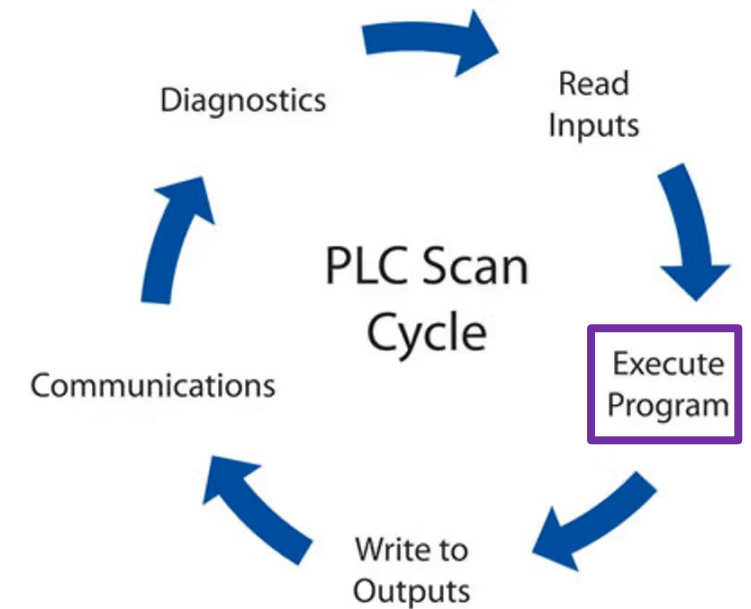 PLC Scan
Cycle
Read
Inputs
Execute
Program
Write to
Outputs
Communications
Diagnostics